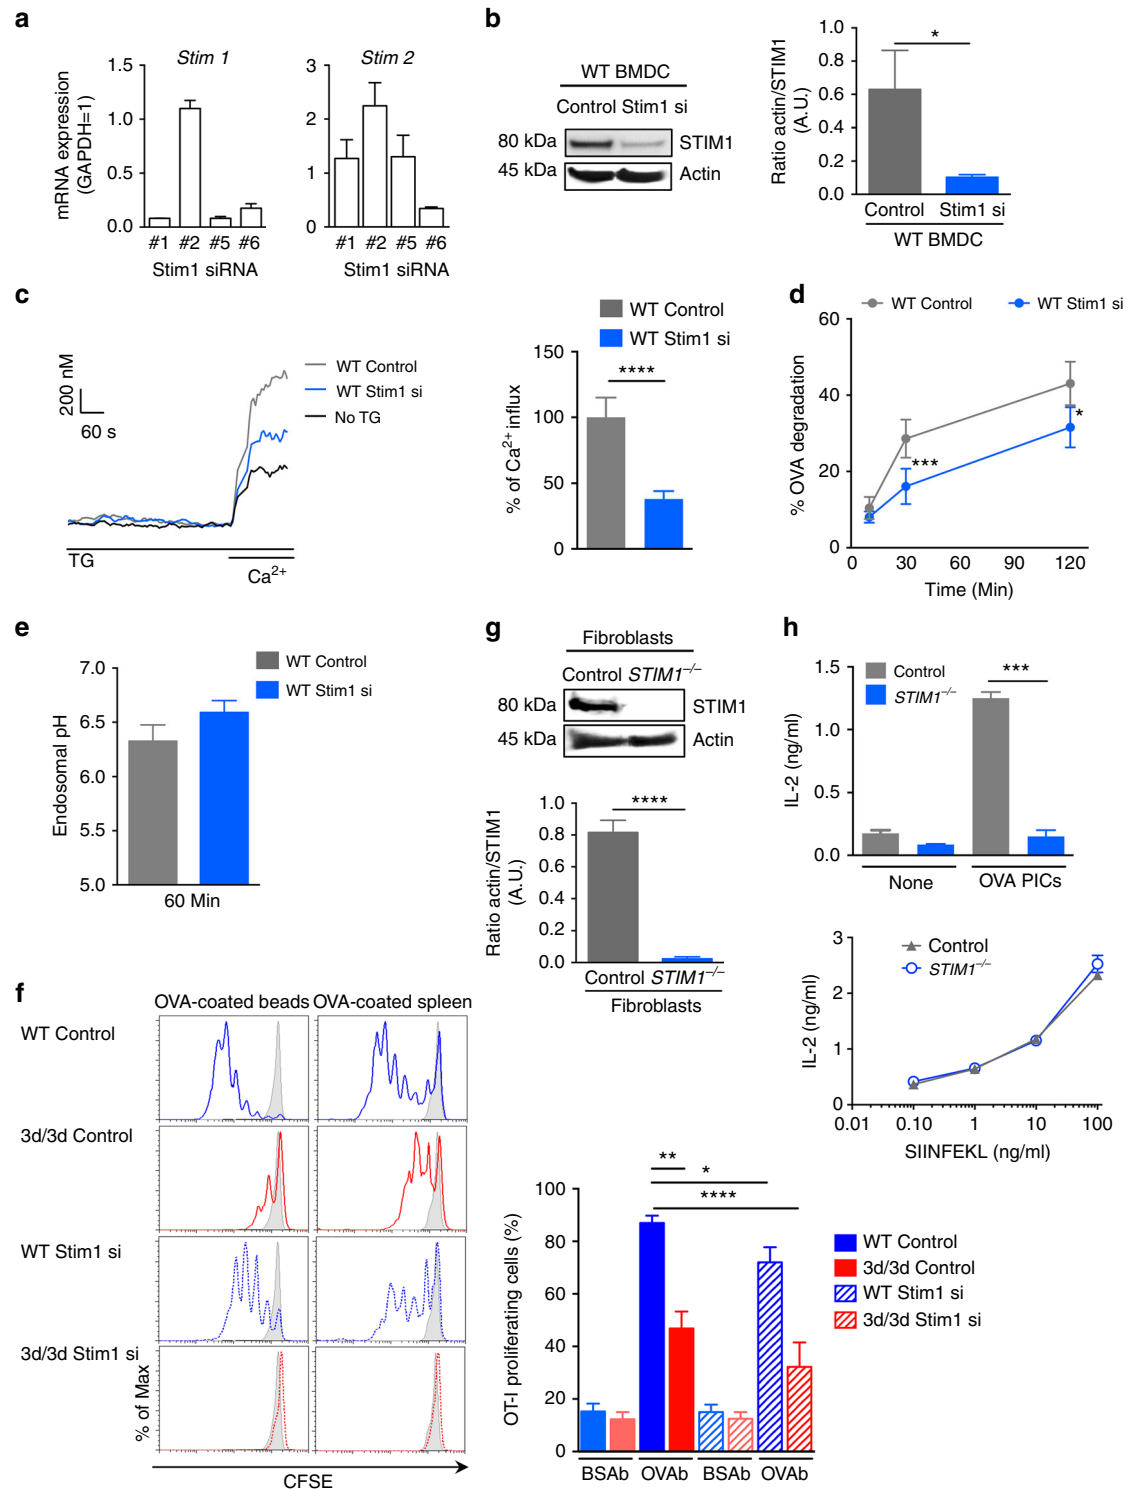 a
Stim 1
Stim 2
mRNA expression
(GAPDH=1)
1.5
1.0
0.5
0.0
3
2
1
0
#1 #2 #5 #6
#1 #2 #5 #6
Stim1 siRNA
Stim1 siRNA
b
WT BMDC
Control Stim1 si
80 kDa
STIM1
45 kDa
Actin
Ratio actin/STIM1
(A.U.)
1.0
0.8
0.6
0.4
0.2
0.0
*
Control Stim1 si
WT BMDC
c
200 nM
60 s
WT Control
WT Stim1 si
No TG
TG
Ca2+
WT Control
WT Stim1 si
% of Ca2+ influx
150
100
50
0
****
d
WT Control
WT Stim1 si
% OVA degradation
60
40
20
0
***
*
0 30 60 90 120
Time (Min)
e
WT Control
WT Stim1 si
Endosomal pH
7.0
6.5
6.0
5.5
5.0
60 Min
g
Fibroblasts
Control STIM1–/–
80 kDa
STIM1
45 kDa
Actin
Ratio actin/STIM1
(A.U.)
1.0
0.8
0.6
0.4
0.2
0.0
****
Control STIM1–/–
Fibroblasts
h
Control
STIM1–/–
IL-2 (ng/ml)
1.5
1.0
0.5
0.0
***
None
OVA PICs
Control
STIM1–/–
IL-2 (ng/ml)
3
2
1
0
0.01 0.10 1 10 100
SIINFEKL (ng/ml)
f
OVA-coated beads OVA-coated spleen
WT Control
3d/3d Control
WT Stim1 si
3d/3d Stim1 si
% of Max
CFSE
OT-I proliferating cells (%)
100
80
60
40
20
0
**
*
****
BSAb OVAb BSAb OVAb
WT Control
3d/3d Control
WT Stim1 si
3d/3d Stim1 si